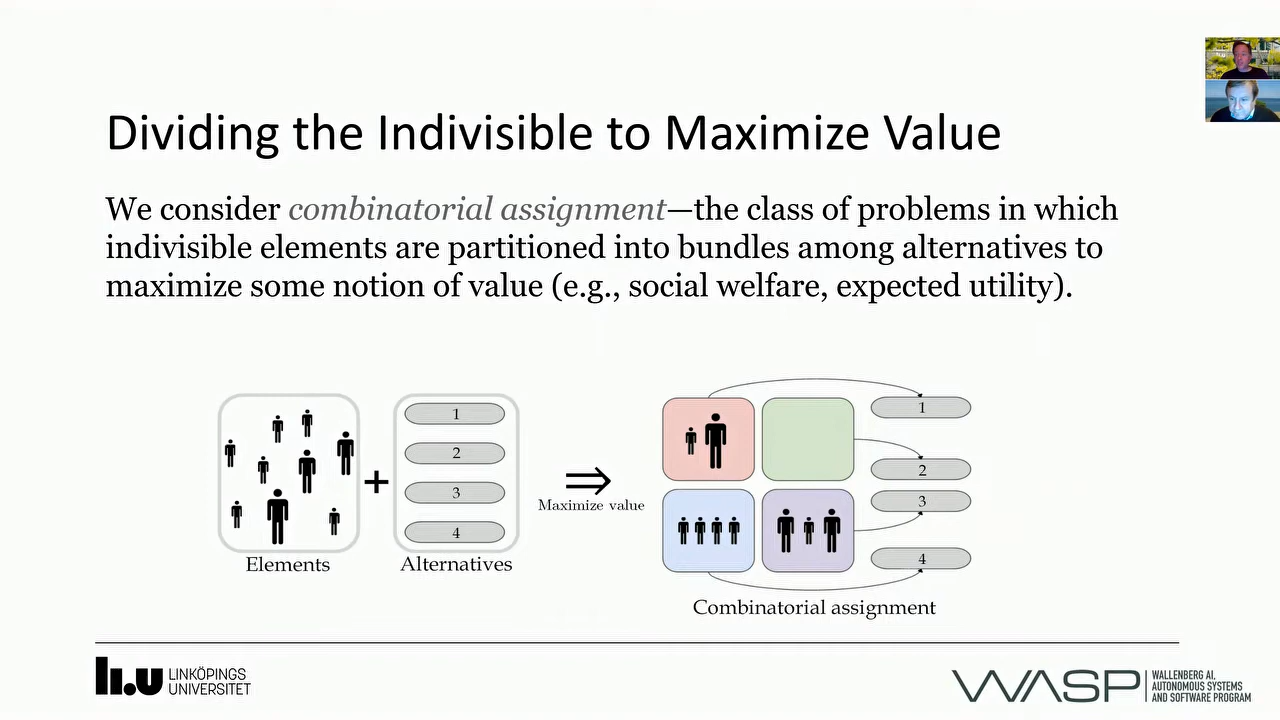 Dividing the Indivisible to Maximize Value
We consider combinatorial assignment—the class of problems in which
indivisible elements are partitioned into bundles among alternatives to
maximize some notion of value (e.g., social welfare, expected utility).
1
2
3
4
+
Elements
Alternatives
⇒
Maximize value
1
2
3
4
Combinatorial assignment
LIU LINKÖPINGS
UNIVERSITET
WASP
WALLENBERG AI,
AUTONOMOUS SYSTEMS
AND SOFTWARE PROGRAM